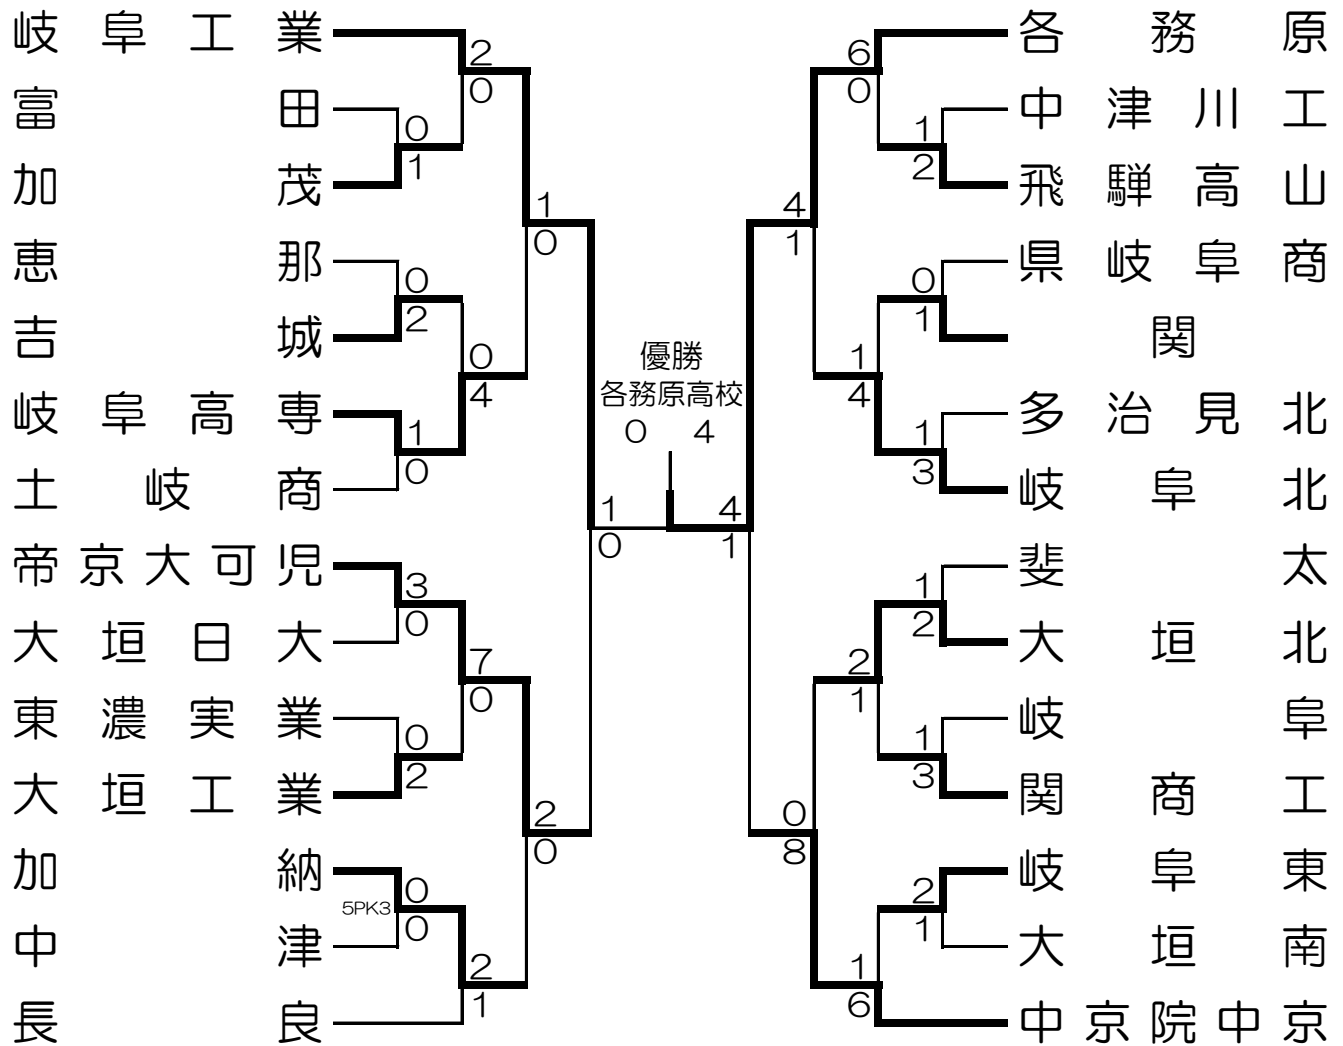 岐阜工業
富田
加茂
恵那
吉城
岐阜高専
土岐商
帝京大可児
大垣日大
東濃実業
大垣工業
加納
中津
長良
2
0
0
1
1
0
0
2
0
4
1
0
3
0
7
0
0
2
2
0
0
5PK3
0
2
1
1
0
優勝
各務原高校
0 4
4
1
6
0
1
2
4
1
0
1
1
4
1
3
1
2
2
1
1
3
0
8
2
1
1
6
各務原
中津川工
飛騨高山
県岐阜商
関
多治見北
岐阜北
斐太
大垣北
岐阜
関商工
岐阜東
大垣南
中京院中京